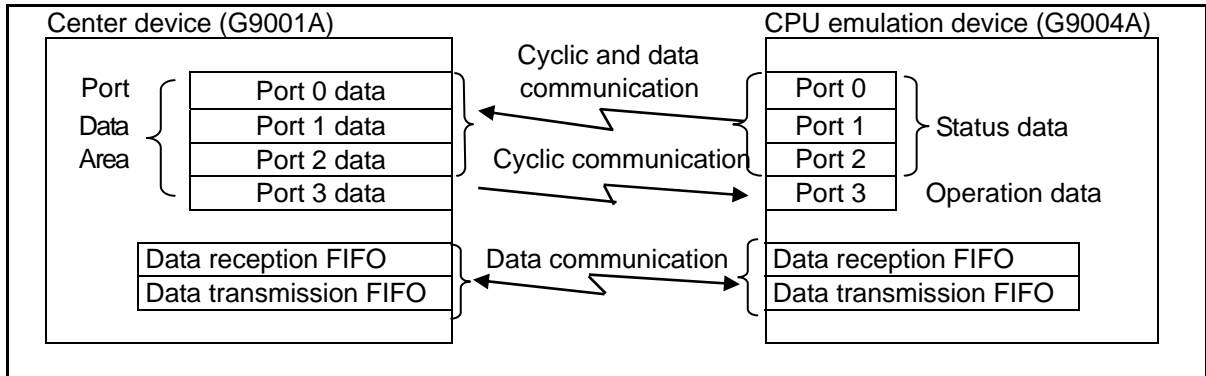 Center device (G9001A)
CPU emulation device (G9004A)
Cyclic and data
communication
Port
Data
Area
Port 0 data
Port 1 data
Port 2 data
Port 3 data
Port 0
Port 1
Port 2
Port 3
Status data
Cyclic communication
Operation data
Data reception FIFO
Data transmission FIFO
Data communication
Data reception FIFO
Data transmission FIFO